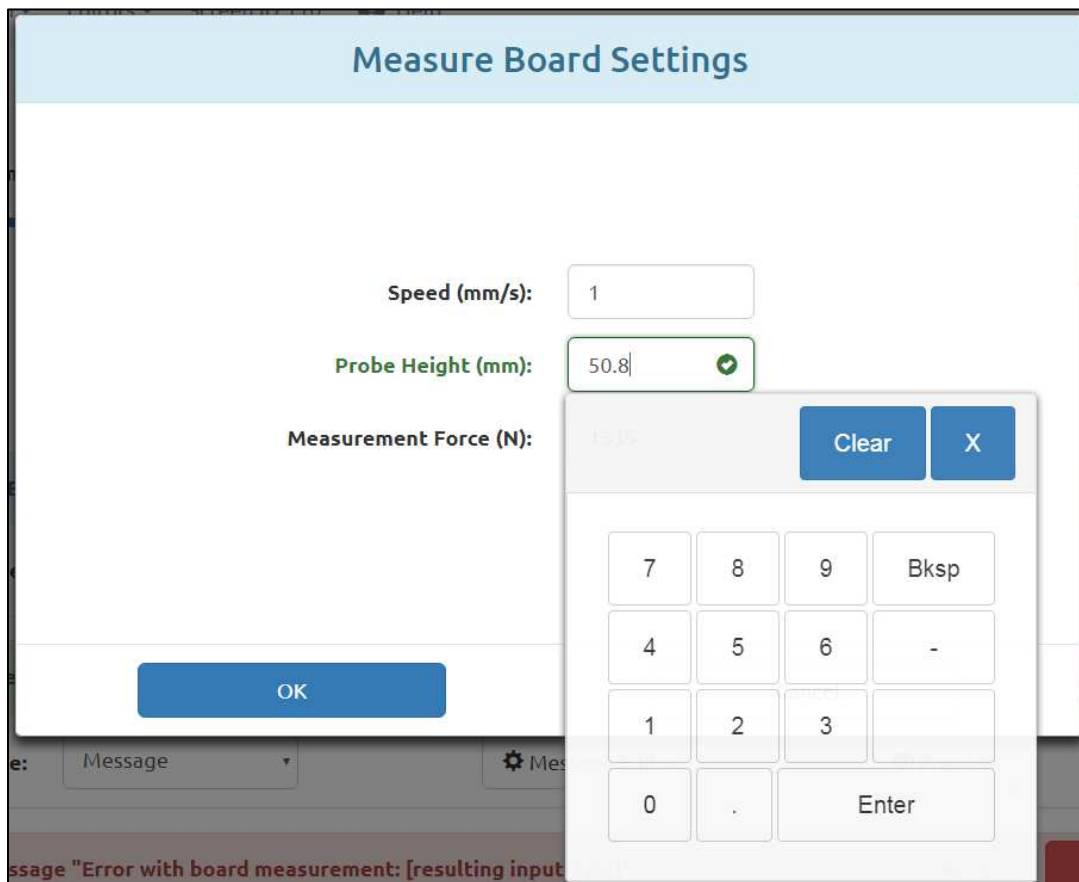 Measure Board Settings
Speed (mm/s): 1
Probe Height (mm): 50.8
Measurement Force (N):
Clear X
7 8 9 Bksp
4 5 6 -
OK
1 2 3
e: Message
0 . Enter
ssage "Error with board measurement: [resulting input